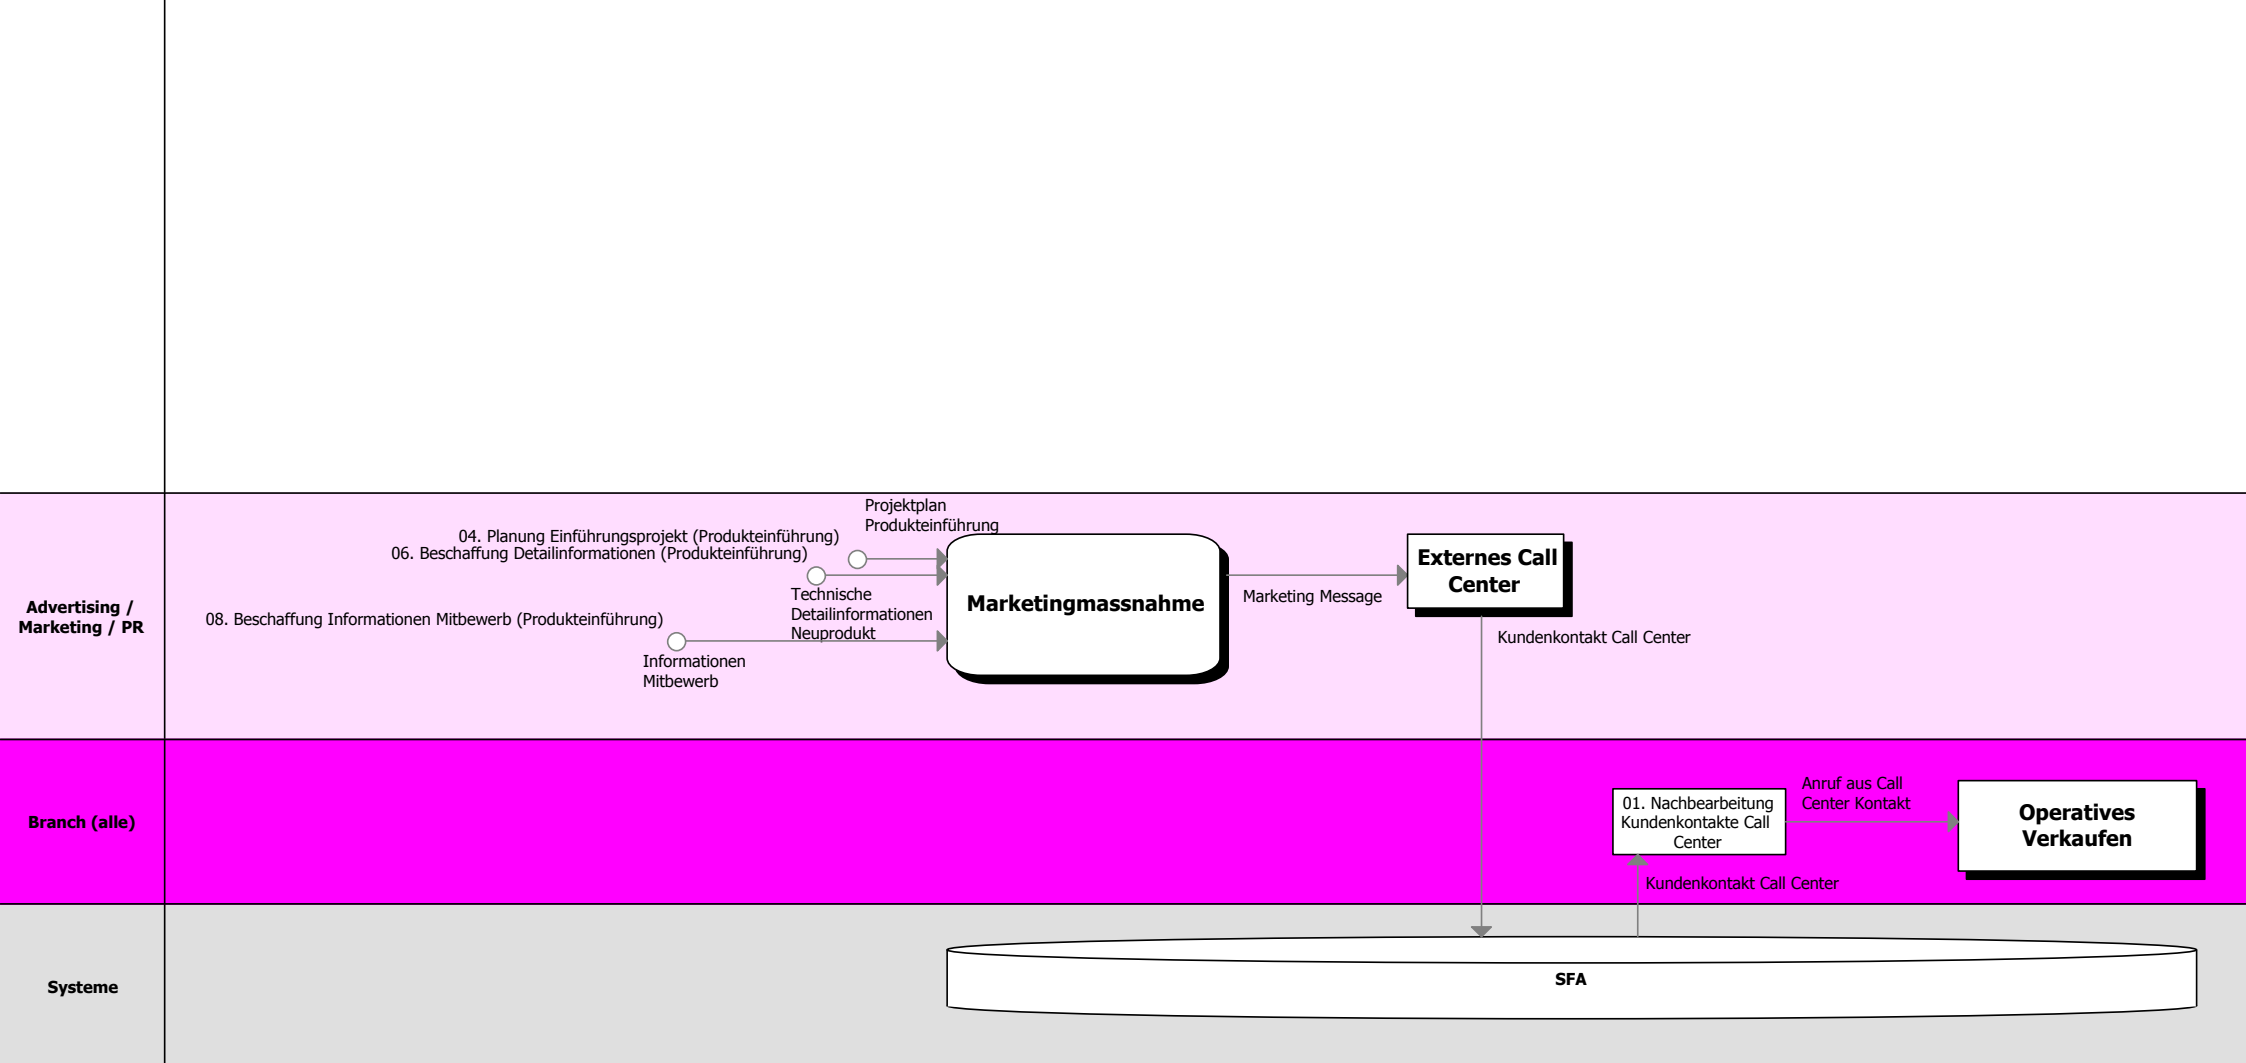 Projektplan
Produkteinführung
04. Planung Einführungsprojekt (Produkteinführung)
06. Beschaffung Detailinformationen (Produkteinführung)
Technische
Detailinformationen
Neuprodukt
08. Beschaffung Informationen Mitbewerb (Produkteinführung)
Informationen
Mitbewerb
Advertising /
Marketing / PR
Marketingmassnahme
Marketing Message
Externes Call
Center
Kundenkontakt Call Center
Branch (alle)
01. Nachbearbeitung
Kundenkontakte Call
Center
Anruf aus Call
Center Kontakt
Operatives
Verkaufen
Kundenkontakt Call Center
Systeme
SFA